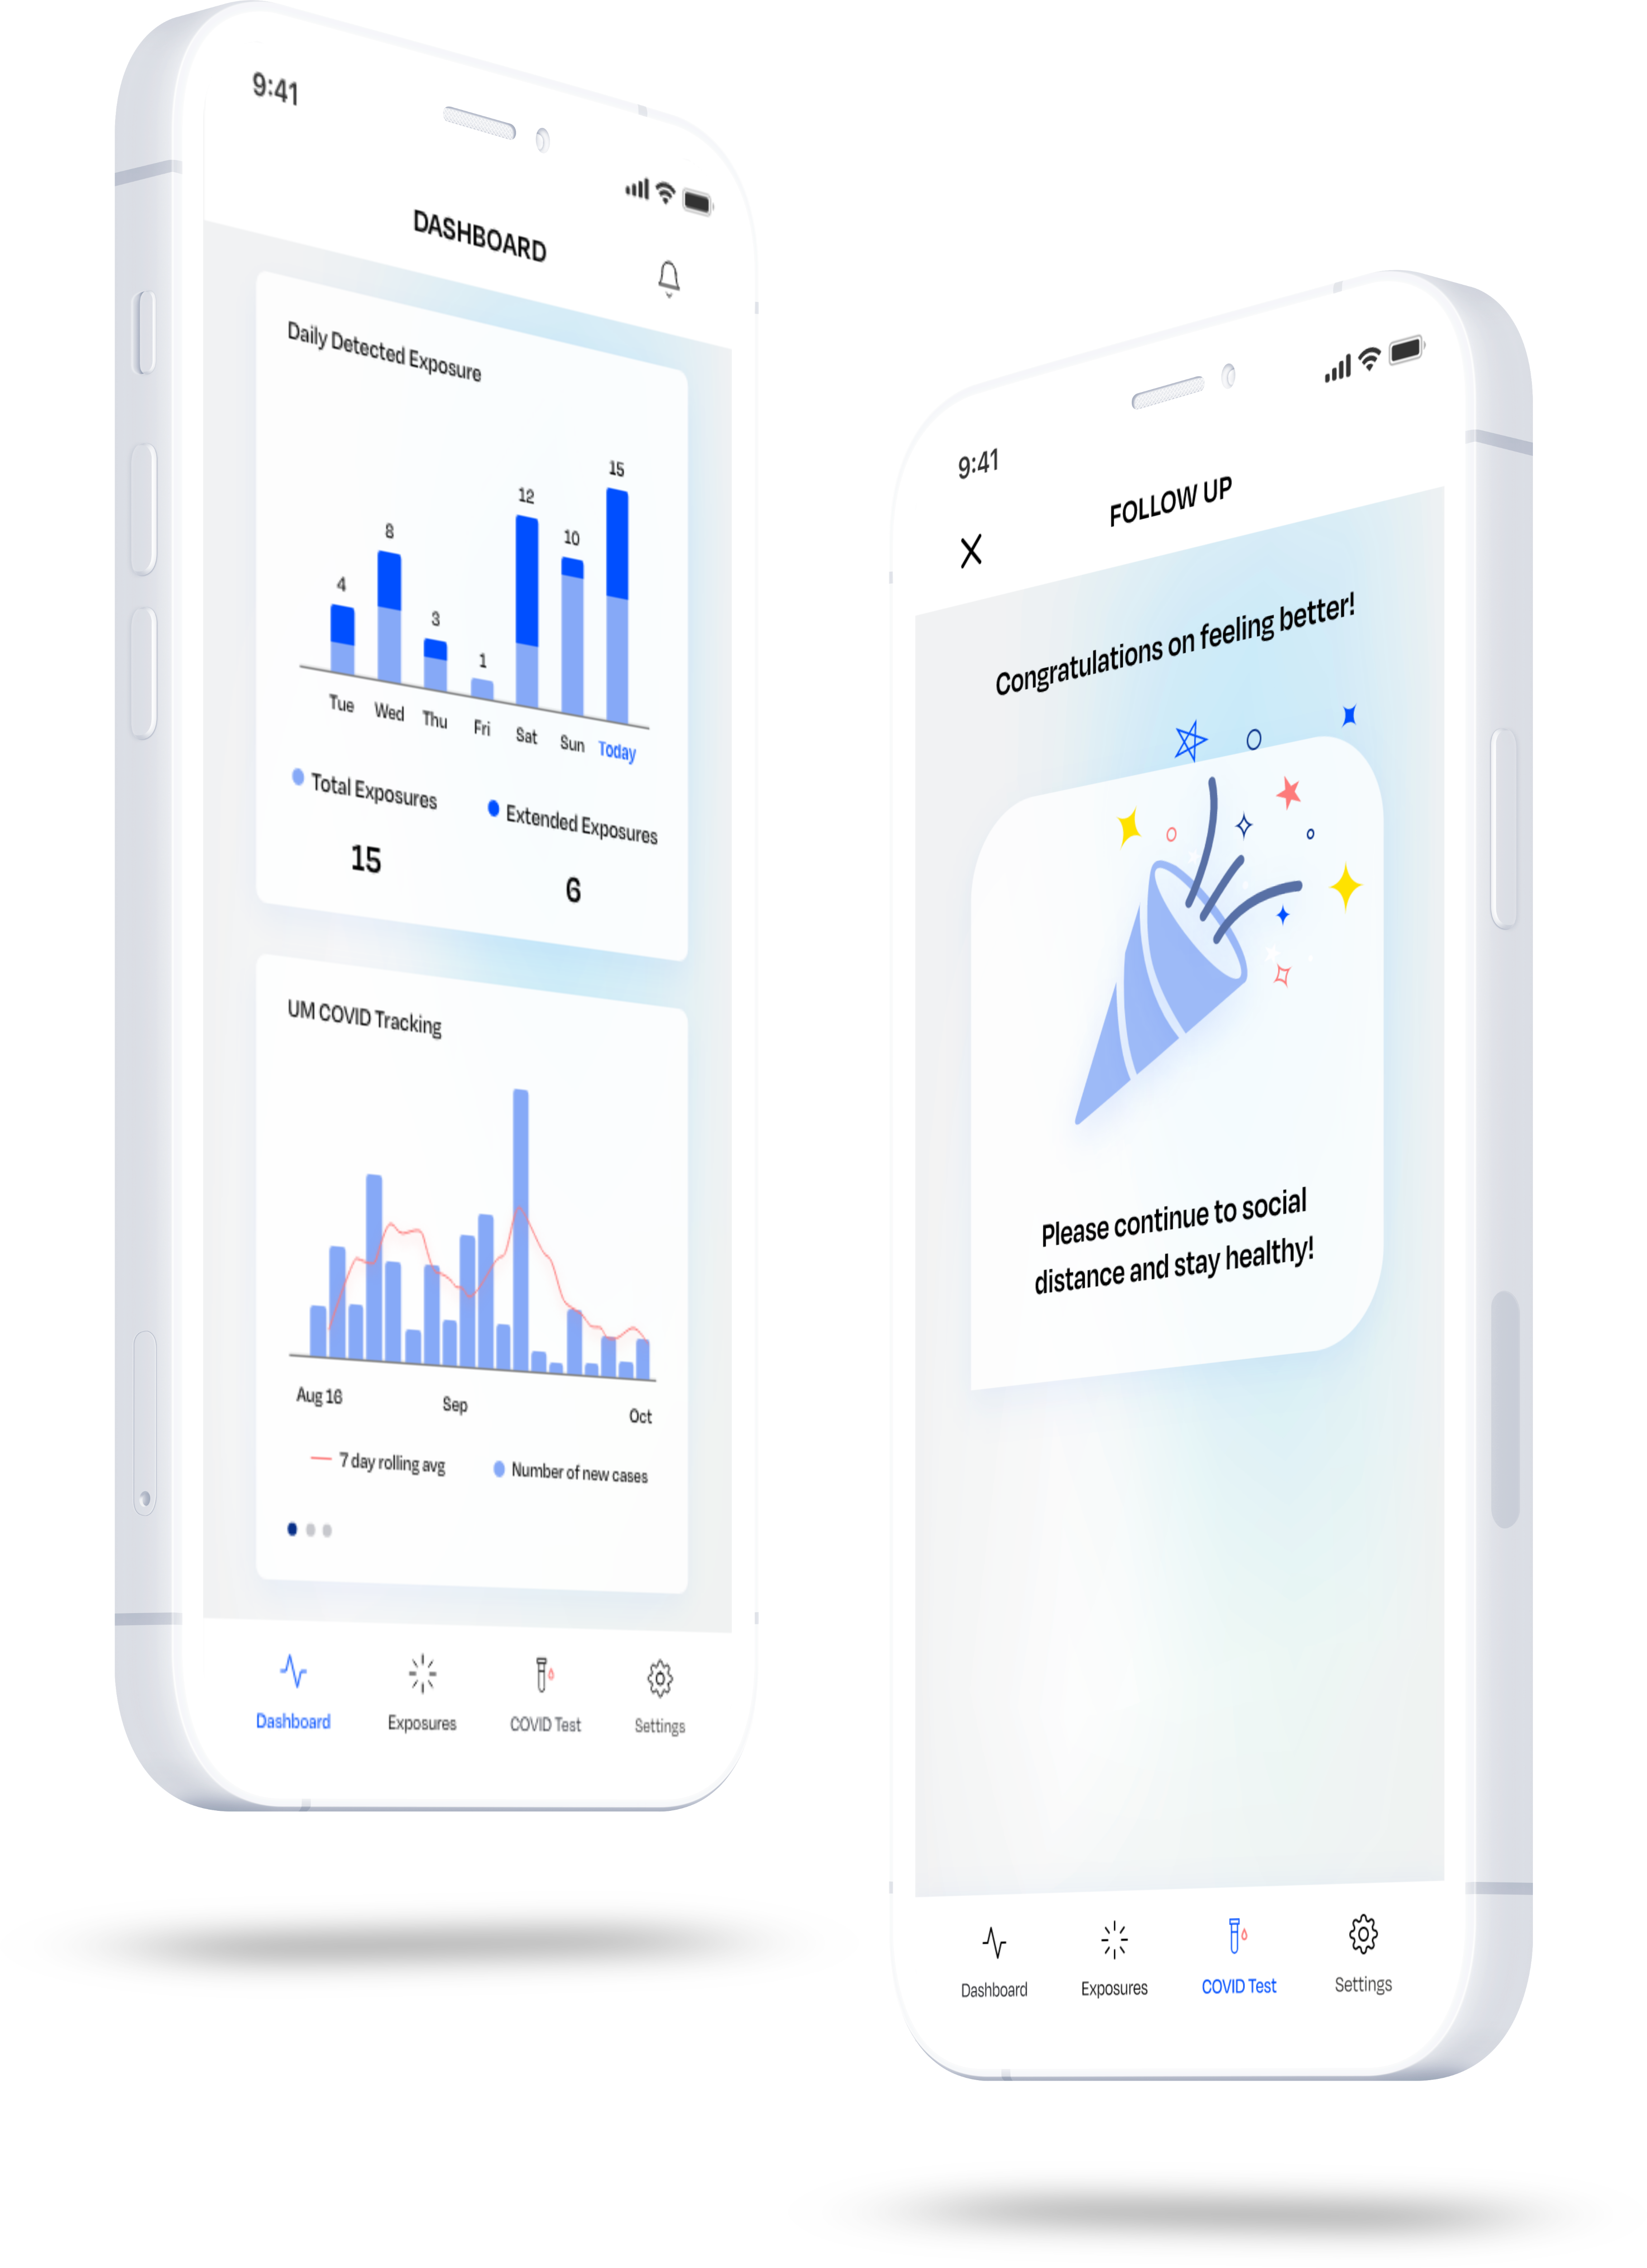 9:41
DASHBOARD
Daily Detected Exposure
4
8
3
1
12
10
15
Tue Wed Thu Fri Sat Sun Today
Total Exposures
Extended Exposures
15
6
UM COVID Tracking
Aug 16 Sep Oct
7 day rolling avg
Number of new cases
Dashboard Exposures COVID Test Settings
9:41
FOLLOW UP
Congratulations on feeling better!
Please continue to social
distance and stay healthy!
Dashboard Exposures COVID Test Settings